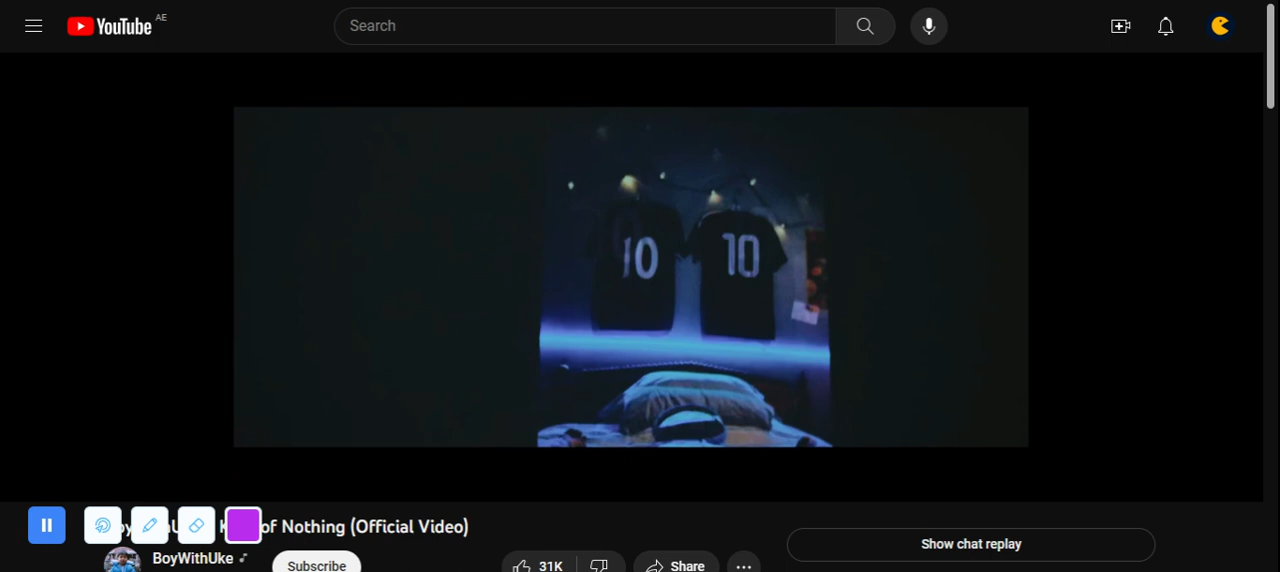 YouTube AE
Search
10 10
of Nothing (Official Video)
BoyWithUke
Subscribe
31K
Share
Show chat replay